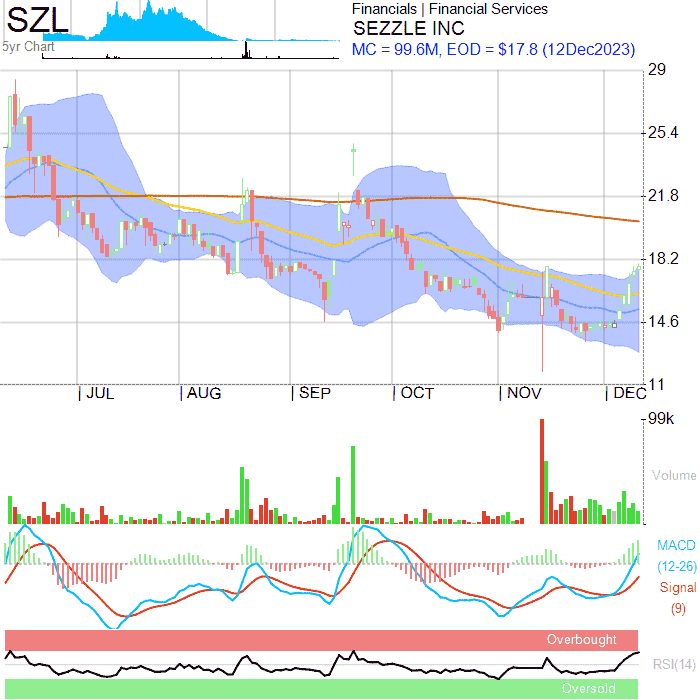 SZL
5yr Chart
Financials | Financial Services
SEZZLE INC
MC = 99.6M, EOD = $17.8 (12Dec2023)
29
25.4
21.8
18.2
14.6
11
JUL AUG SEP OCT NOV DEC
99k
Volume
MACD
(12-26)
Signal
(9)
Overbought
RSI(14)
Oversold